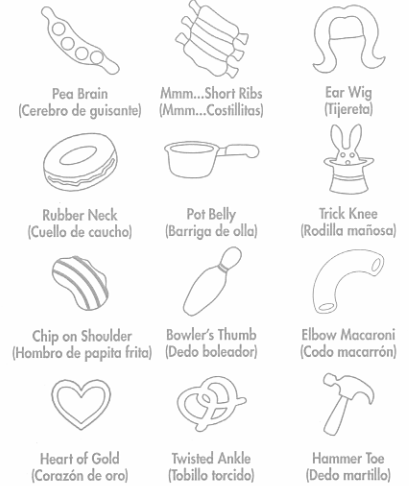 Pea Brain
(Cerebro de guisante)
Mmm...Short Ribs
(Mmm...Costillitas)
Ear Wig
(Tijereta)
Rubber Neck
(Cuello de caucho)
Pot Belly
(Barriga de olla)
Trick Knee
(Rodilla mañosa)
Chip on Shoulder
(Hombro de papita frita)
Bowler's Thumb
(Dedo boleador)
Elbow Macaroni
(Codo macarrón)
Heart of Gold
(Corazón de oro)
Twisted Ankle
(Tobillo torcido)
Hammer Toe
(Dedo martillo)